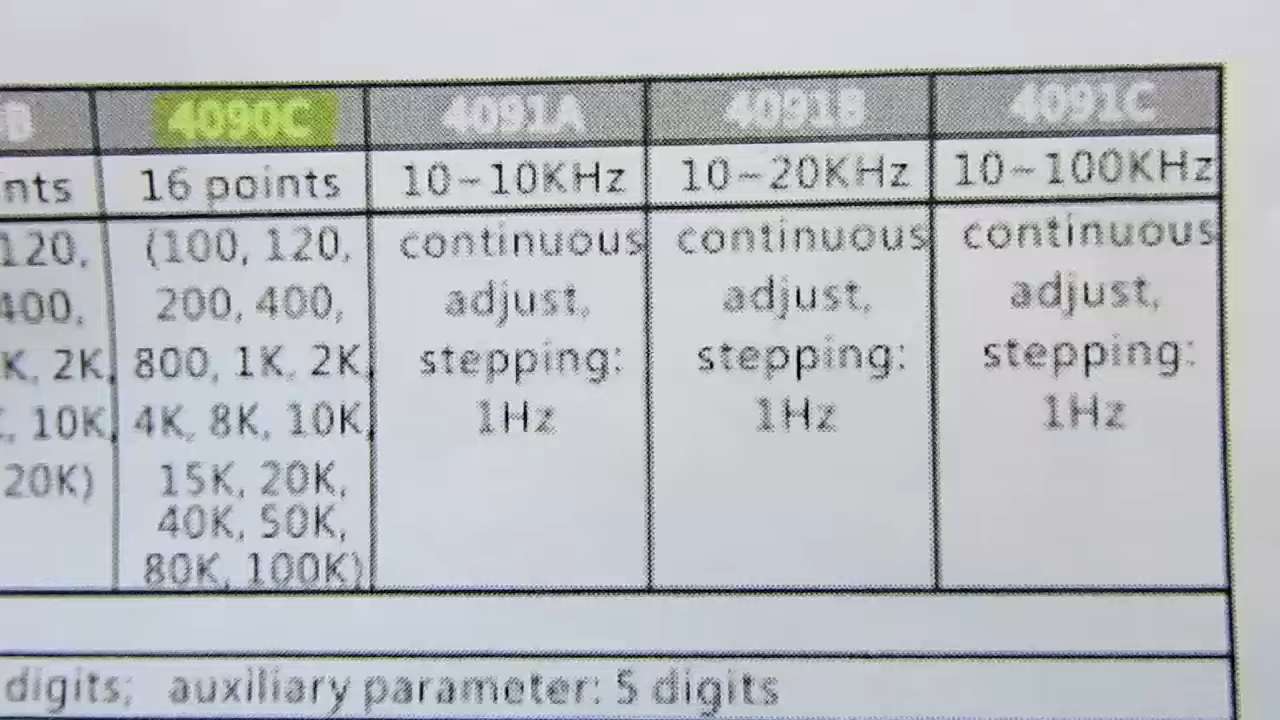 B 4090C 4091A 4091B 4091C
nts 16 points 10~10KHz 10~20KHz 10~100KHz
120, (100, 120, continuous continuous continuous
400, 200, 400, adjust, adjust, adjust,
K, 2K, 800, 1K, 2K, stepping: stepping: stepping:
, 10K, 4K, 8K, 10K, 1Hz 1Hz 1Hz
20K) 15K, 20K,
40K, 50K,
80K, 100K)
digits; auxiliary parameter: 5 digits